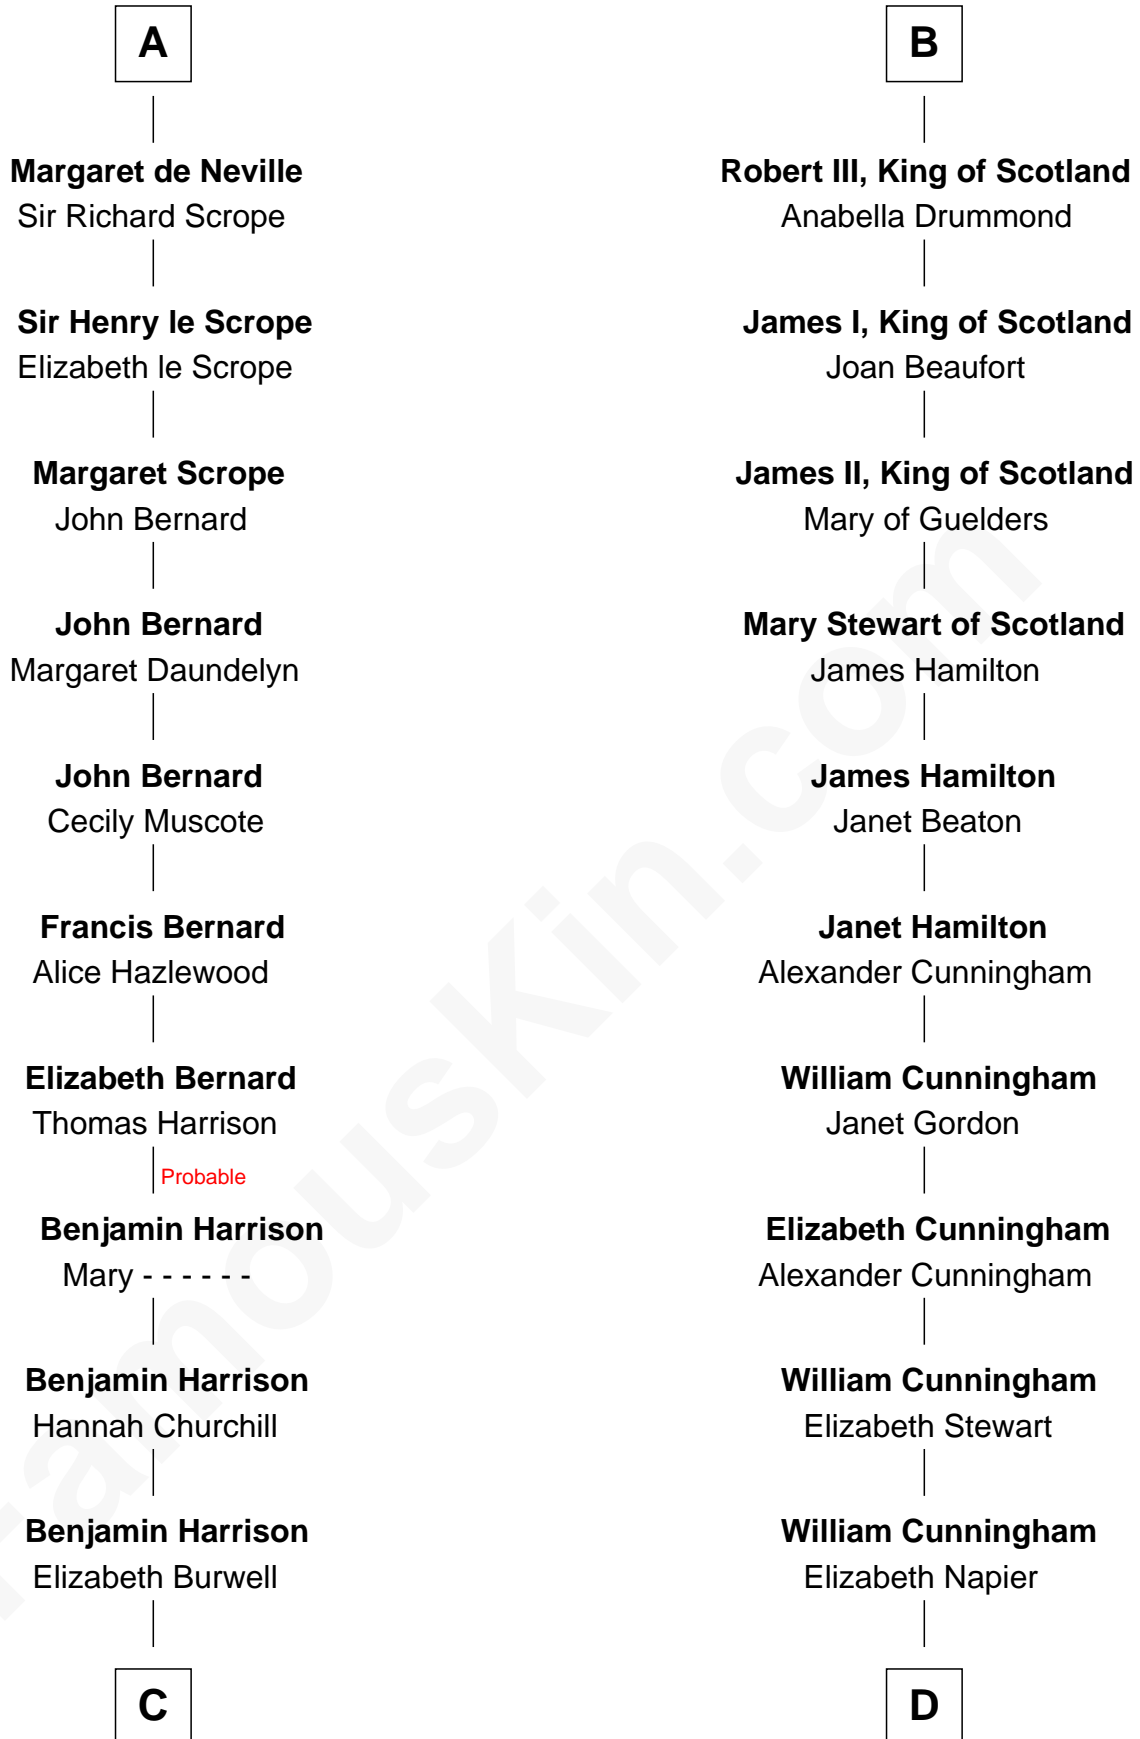 A
Margaret de Neville
Sir Richard Scrope
Sir Henry le Scrope
Elizabeth le Scrope
Margaret Scrope
John Bernard
John Bernard
Margaret Daundelyn
John Bernard
Cecily Muscote
Francis Bernard
Alice Hazlewood
Elizabeth Bernard
Thomas Harrison
Probable
Benjamin Harrison
Mary - - - - - -
Benjamin Harrison
Hannah Churchill
Benjamin Harrison
Elizabeth Burwell
C
B
Robert III, King of Scotland
Anabella Drummond
James I, King of Scotland
Joan Beaufort
James II, King of Scotland
Mary of Guelders
Mary Stewart of Scotland
James Hamilton
James Hamilton
Janet Beaton
Janet Hamilton
Alexander Cunningham
William Cunningham
Janet Gordon
Elizabeth Cunningham
Alexander Cunningham
William Cunningham
Elizabeth Stewart
William Cunningham
Elizabeth Napier
D
FamousKin.com